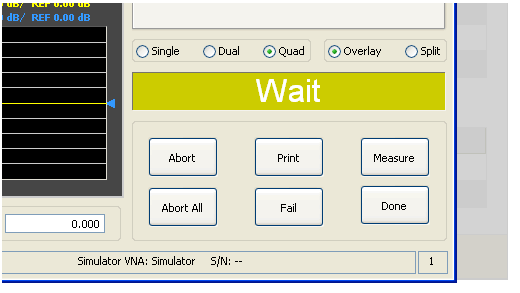 dB/ REF 0.00 dB
dB/ REF 0.00 dB
Single Dual Quad Overlay Split
Wait
Abort Print Measure
Abort All Fail Done
0.000
Simulator VNA: Simulator S/N: -- 1